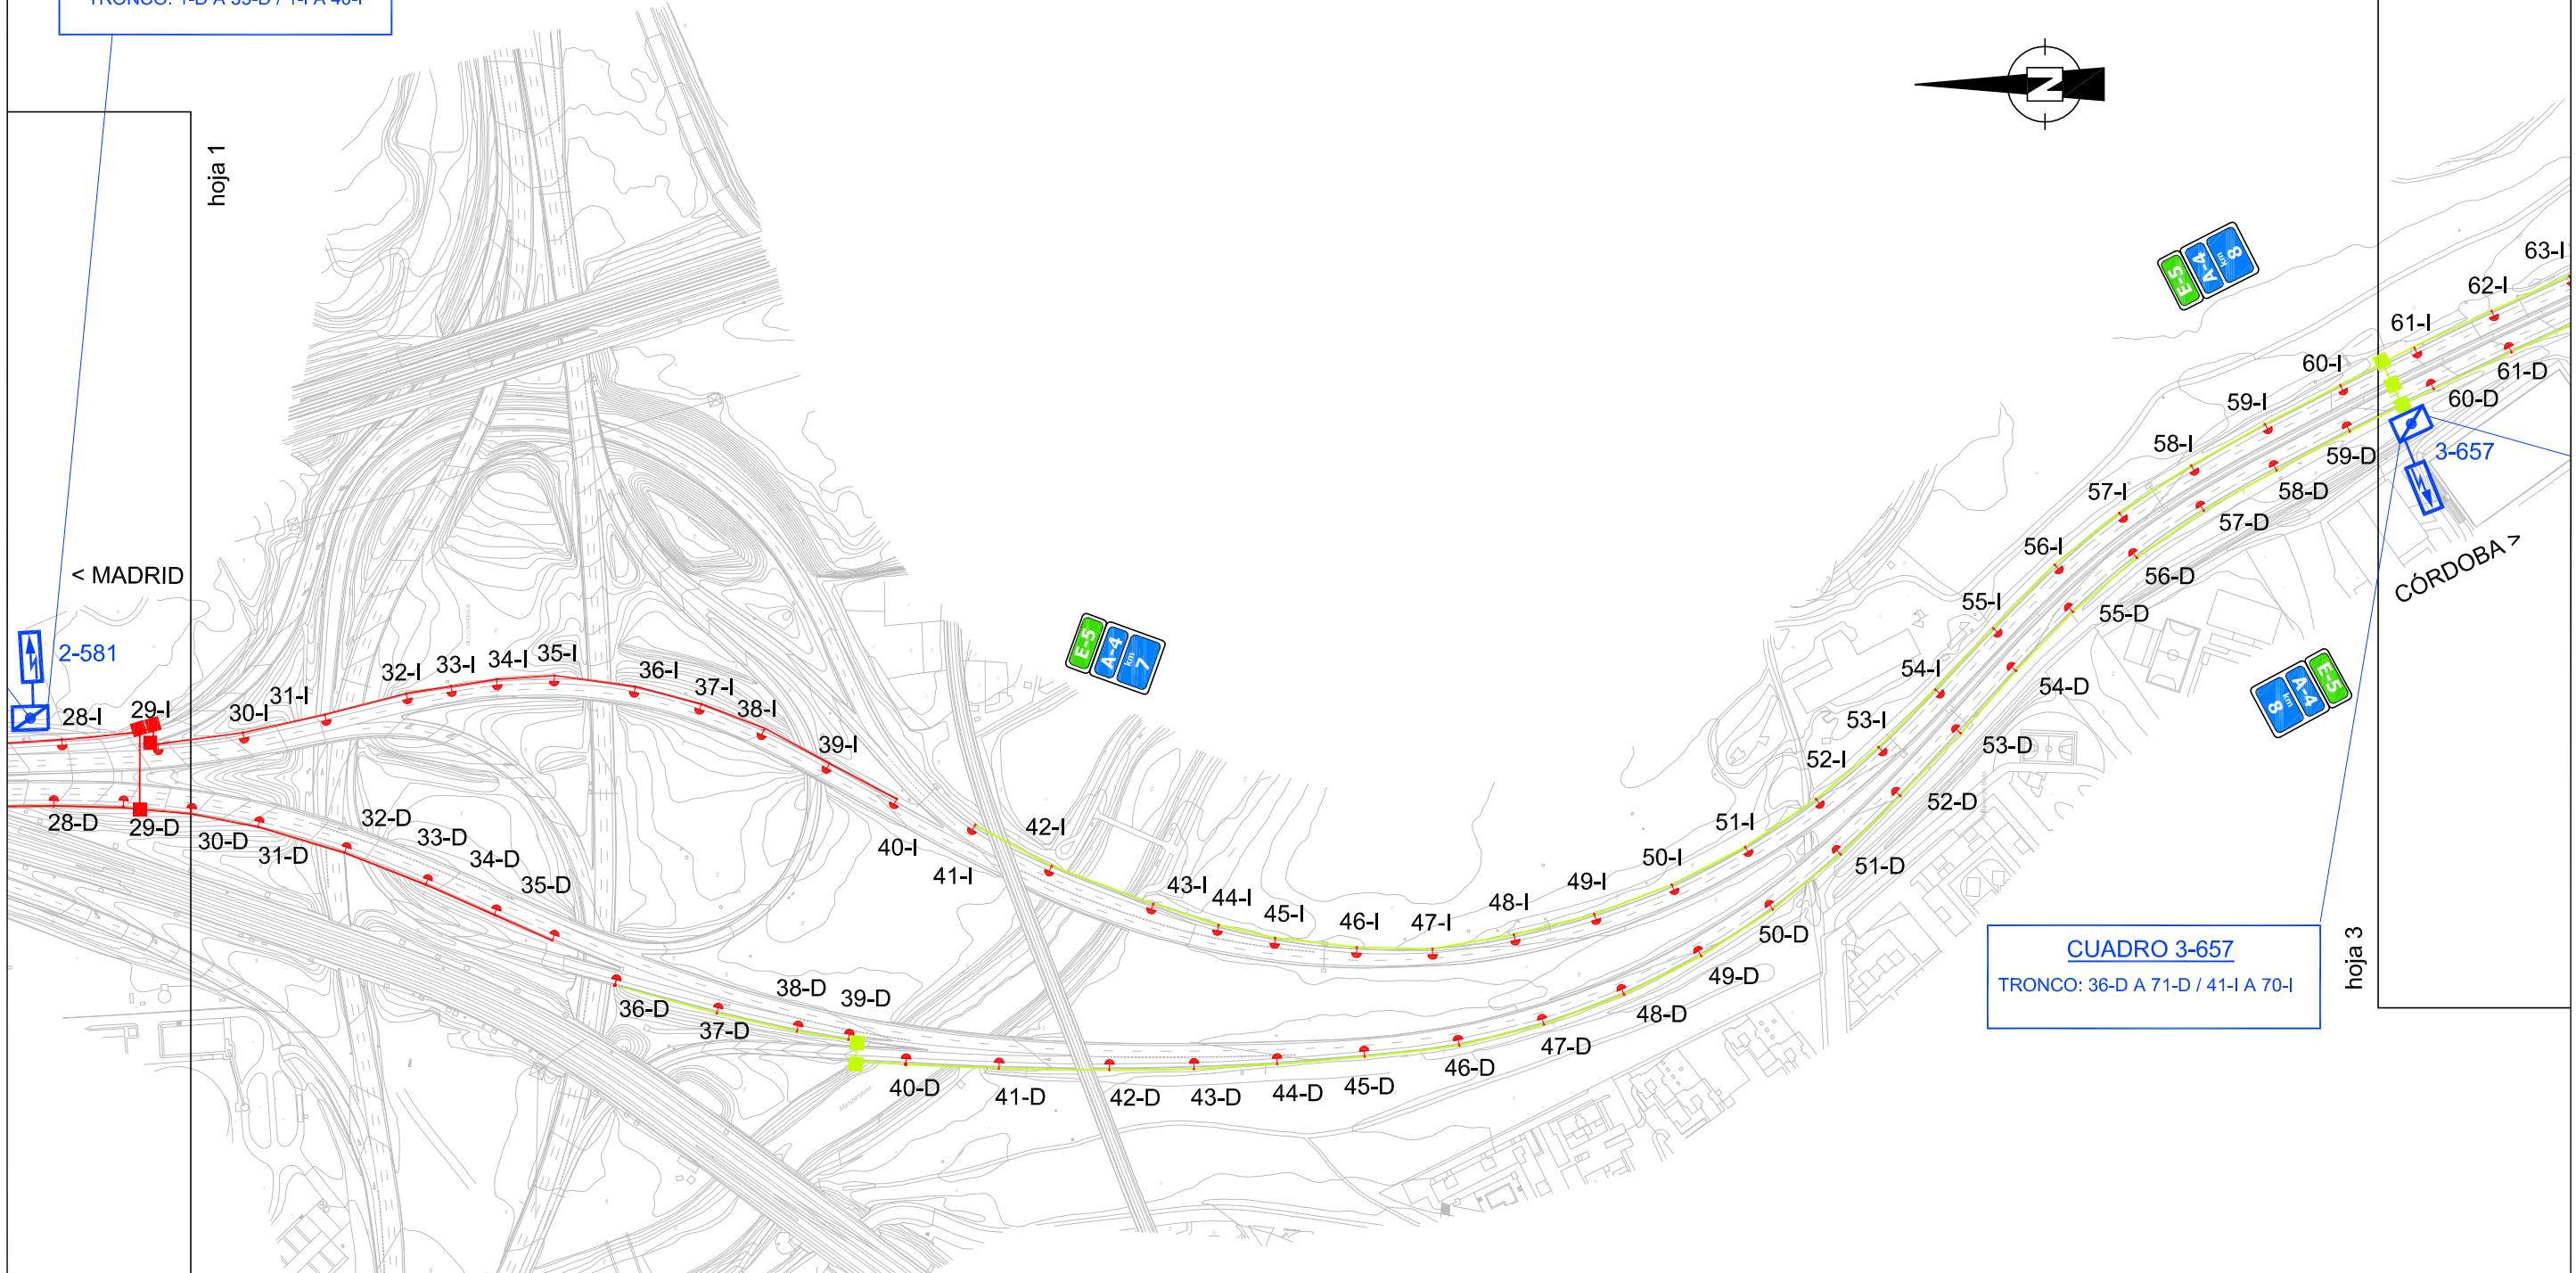 TRONCO: 1-D A 35-D / 1-I A 40-I
hoja 1
N
< MADRID
2-581
28-I
29-I
30-I
31-I
32-I
33-I
34-I
35-I
36-I
37-I
38-I
39-I
40-I
41-I
42-I
43-I
44-I
45-I
46-I
47-I
48-I
49-I
50-I
51-I
52-I
53-I
54-I
55-I
56-I
57-I
58-I
59-I
60-I
61-I
62-I
63-I
28-D
29-D
30-D
31-D
32-D
33-D
34-D
35-D
36-D
37-D
38-D
39-D
40-D
41-D
42-D
43-D
44-D
45-D
46-D
47-D
48-D
49-D
50-D
51-D
52-D
53-D
54-D
55-D
56-D
57-D
58-D
59-D
60-D
61-D
E-5
A-4
km
7
E-5
A-4
km
8
E-5
A-4
km
8
3-657
CÓRDOBA >
CUADRO 3-657
TRONCO: 36-D A 71-D / 41-I A 70-I
hoja 3